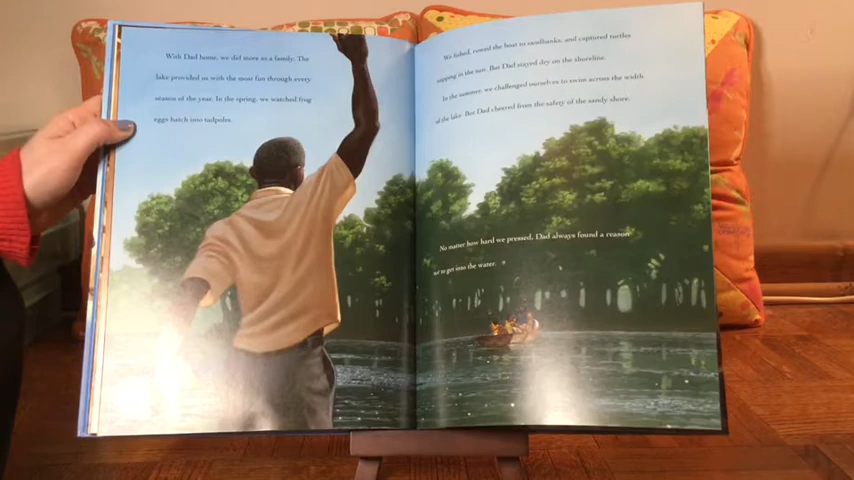 With Dad home, we did more as a family. The
lake provided us with the most fun through every
season of the year. In the spring, we watched frog
eggs hatch into tadpoles.
We fished, rowed the boat to sandbanks, and captured turtles
napping in the sun. But Dad stayed dry on the shoreline.
In the summer, we challenged ourselves to swim across the width
of the lake. But Dad cheered from the safety of the sandy shore.
No matter how hard we pressed, Dad always found a reason
not to get into the water.